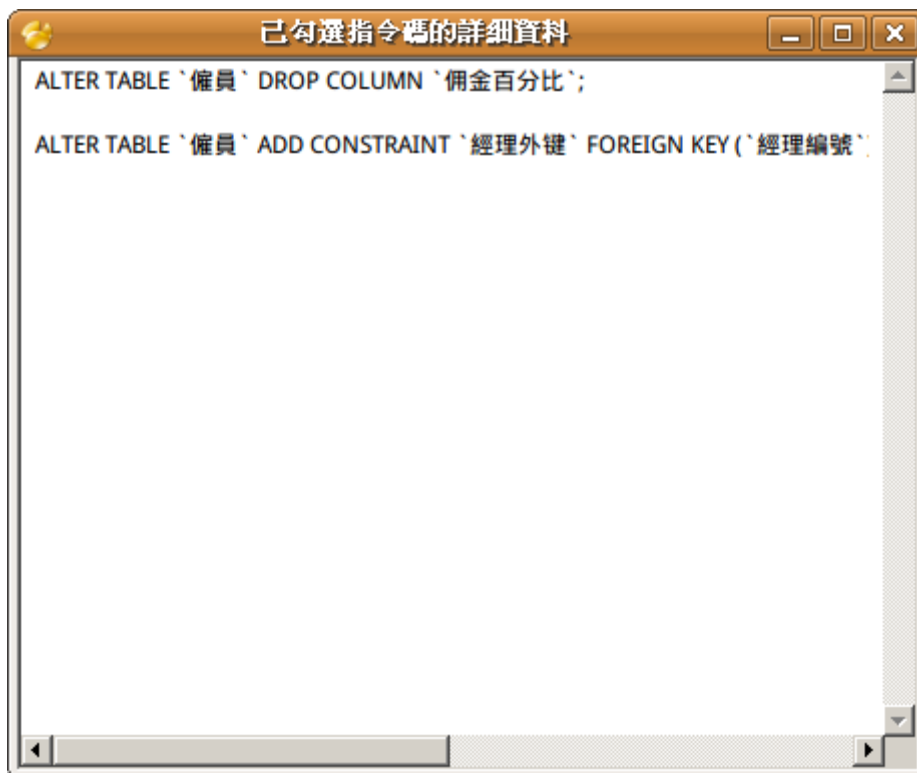 已勾選指令碼的詳細資料
ALTER TABLE `僱員` DROP COLUMN `佣金百分比`;
ALTER TABLE `僱員` ADD CONSTRAINT `經理外键` FOREIGN KEY (`經理編號`)